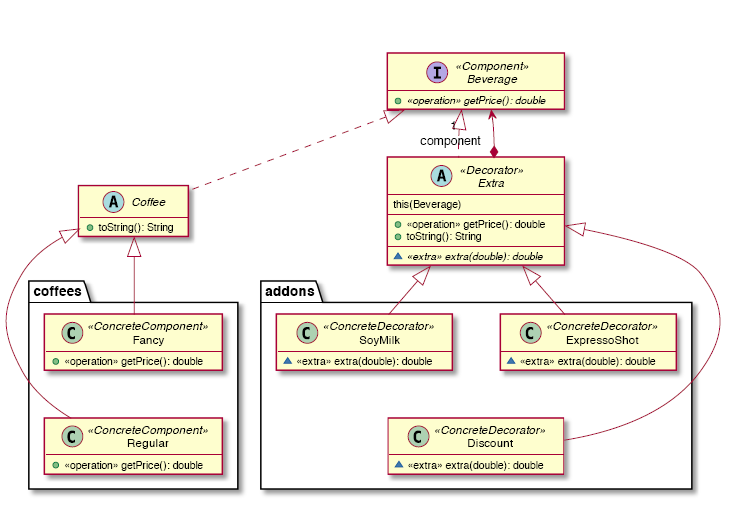 I
«Component»
Beverage
«operation» getPrice(): double
1
component
A
«Decorator»
Extra
this(Beverage)
«operation» getPrice(): double
toString(): String
«extra» extra(double): double
A
Coffee
toString(): String
coffees
C
«ConcreteComponent»
Fancy
«operation» getPrice(): double
C
«ConcreteComponent»
Regular
«operation» getPrice(): double
addons
C
«ConcreteDecorator»
SoyMilk
«extra» extra(double): double
C
«ConcreteDecorator»
ExpressoShot
«extra» extra(double): double
C
«ConcreteDecorator»
Discount
«extra» extra(double): double